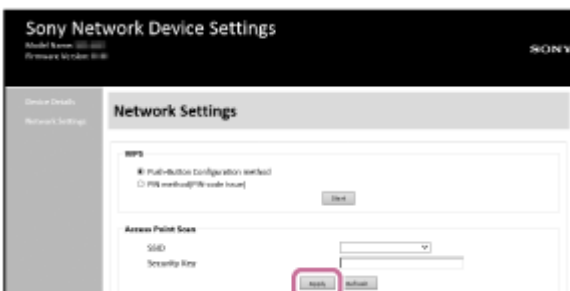 Sony Network Device Settings
Model Name
SONY
Firmware Version
Device Details
Network Settings
Network Settings
WPS
Push-Button Configuration method
PIN method(PIN-code issue)
Start
Access Point Scan
SSID
Security Key
Apply Refresh